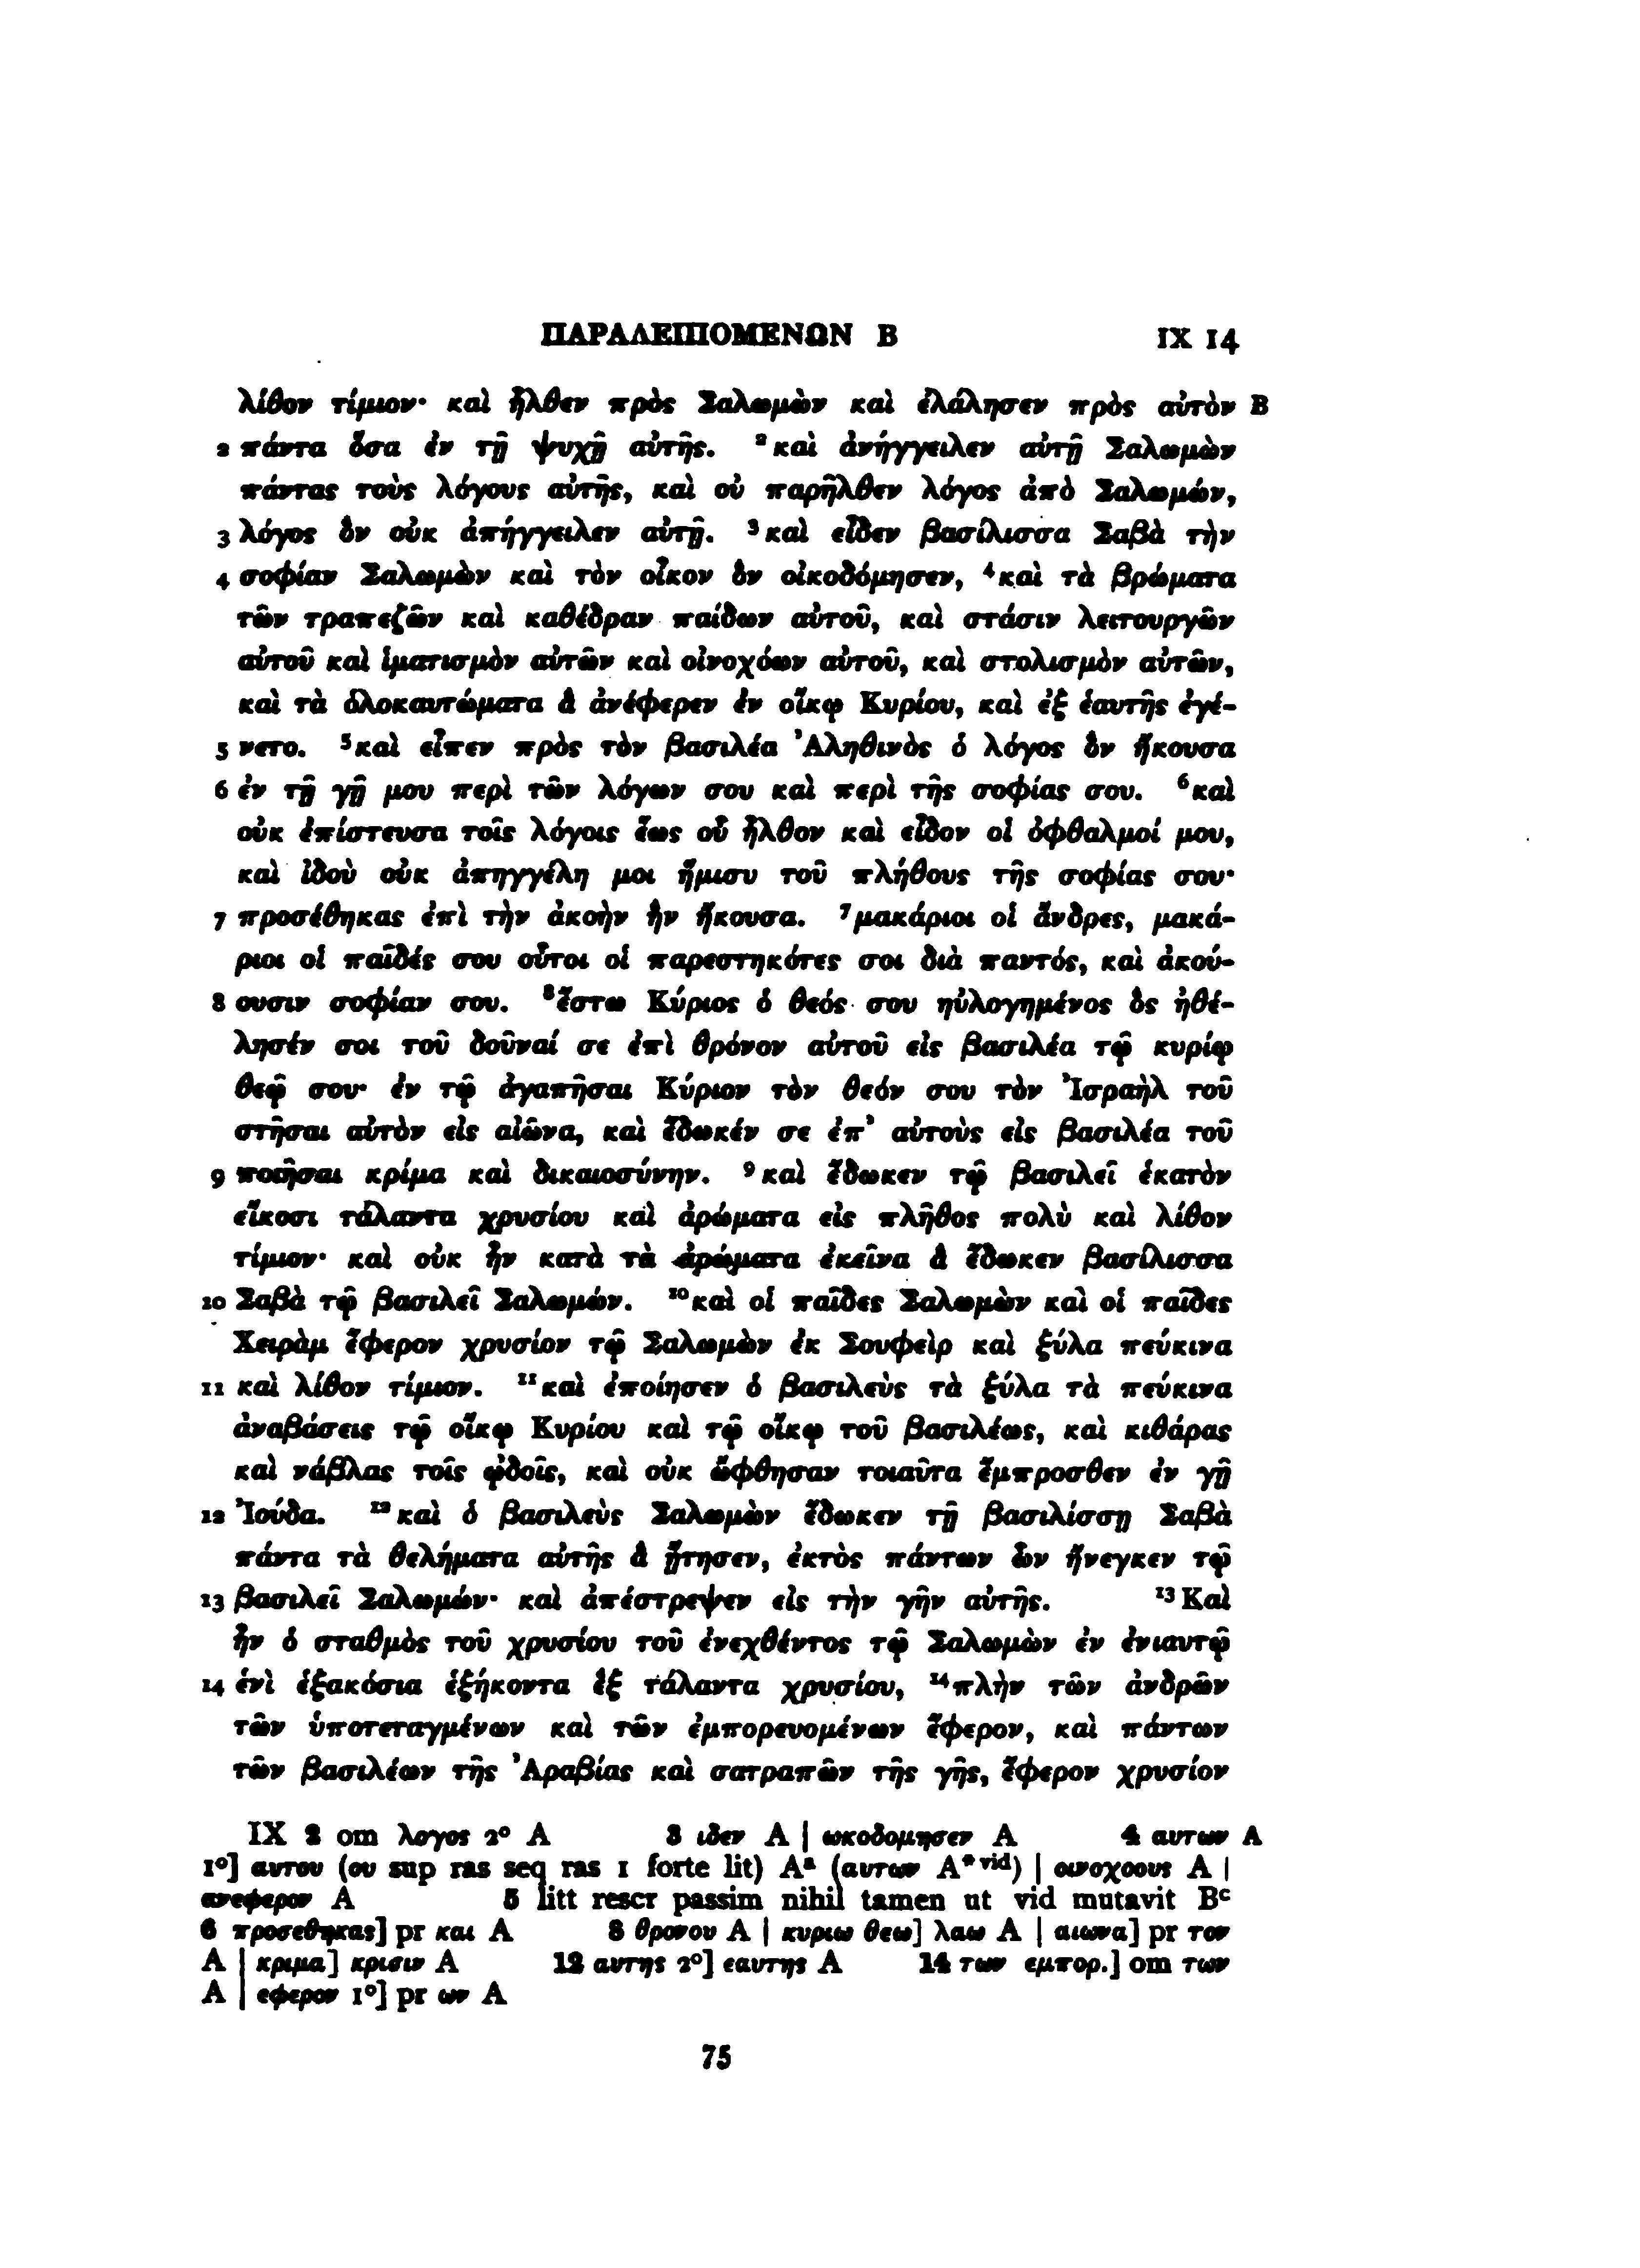 ΠΑΡΑΛΕΙΠΟΜΕΝΩΝ Β IX 14
λίθον τίμιον· καὶ ἦλθεν πρὸς Σαλωμὼν καὶ ἐλάλησεν πρὸς αὐτὸν B
2 πάντα ὅσα ἐν τῇ ψυχῇ αὐτῆς. ²καὶ ἀνήγγειλεν αὐτῇ Σαλωμὼν
πάντας τοὺς λόγους αὐτῆς, καὶ οὐ παρῆλθεν λόγος ἀπὸ Σαλωμών,
3 λόγος ὃν οὐκ ἀπήγγειλεν αὐτῇ. ³καὶ εἶδεν βασίλισσα Σαβὰ τὴν
4 σοφίαν Σαλωμὼν καὶ τὸν οἶκον ὃν οἰκοδόμησεν, ⁴καὶ τὰ βρώματα
τῶν τραπεζῶν καὶ καθέδραν παίδων αὐτοῦ, καὶ στάσιν λειτουργῶν
αὐτοῦ καὶ ἱματισμὸν αὐτῶν καὶ οἰνοχόων αὐτοῦ, καὶ στολισμὸν αὐτῶν,
καὶ τὰ ὁλοκαυτώματα ἃ ἀνέφερεν ἐν οἴκῳ Κυρίου, καὶ ἐξ ἑαυτῆς ἐγέ-
5 νετο. ⁵καὶ εἶπεν πρὸς τὸν βασιλέα Ἀληθινὸς ὁ λόγος ὃν ἤκουσα
6 ἐν τῇ γῇ μου περὶ τῶν λόγων σου καὶ περὶ τῆς σοφίας σου. ⁶καὶ
οὐκ ἐπίστευσα τοῖς λόγοις ἕως οὗ ἦλθον καὶ εἶδον οἱ ὀφθαλμοί μου,
καὶ ἰδοὺ οὐκ ἀπηγγέλη μοι ἥμισυ τοῦ πλήθους τῆς σοφίας σου·
7 προσέθηκας ἐπὶ τὴν ἀκοὴν ἣν ἤκουσα. ⁷μακάριοι οἱ ἄνδρες, μακά-
ριοι οἱ παῖδές σου οὗτοι οἱ παρεστηκότες σοι διὰ παντός, καὶ ἀκού-
8 ουσιν σοφίαν σου. ⁸ἔστω Κύριος ὁ θεός σου ηὐλογημένος ὃς ἠθέ-
λησέν σοι τοῦ δοῦναί σε ἐπὶ θρόνον αὐτοῦ εἰς βασιλέα τῷ κυρίῳ
θεῷ σου· ἐν τῷ ἀγαπῆσαι Κύριον τὸν θεόν σου τὸν Ἰσραὴλ τοῦ
στῆσαι αὐτὸν εἰς αἰῶνα, καὶ ἔδωκέν σε ἐπ᾽ αὐτοὺς εἰς βασιλέα τοῦ
9 ποιῆσαι κρίμα καὶ δικαιοσύνην. ⁹καὶ ἔδωκεν τῷ βασιλεῖ ἑκατὸν
εἴκοσι τάλαντα χρυσίου καὶ ἀρώματα εἰς πλῆθος πολὺ καὶ λίθον
τίμιον· καὶ οὐκ ἦν κατὰ τὰ ἀρώματα ἐκεῖνα ἃ ἔδωκεν βασίλισσα
10 Σαβὰ τῷ βασιλεῖ Σαλωμών. ¹⁰καὶ οἱ παῖδες Σαλωμὼν καὶ οἱ παῖδες
Χειρὰμ ἔφερον χρυσίον τῷ Σαλωμὼν ἐκ Σουφεὶρ καὶ ξύλα πεύκινα
11 καὶ λίθον τίμιον. ¹¹καὶ ἐποίησεν ὁ βασιλεὺς τὰ ξύλα τὰ πεύκινα
ἀναβάσεις τῷ οἴκῳ Κυρίου καὶ τῷ οἴκῳ τοῦ βασιλέως, καὶ κιθάρας
καὶ νάβλας τοῖς ᾠδοῖς, καὶ οὐκ ὤφθησαν τοιαῦτα ἔμπροσθεν ἐν γῇ
12 Ἰούδα. ¹²καὶ ὁ βασιλεὺς Σαλωμὼν ἔδωκεν τῇ βασιλίσσῃ Σαβὰ
πάντα τὰ θελήματα αὐτῆς ἃ ᾔτησεν, ἐκτὸς πάντων ὧν ἤνεγκεν τῷ
13 βασιλεῖ Σαλωμών· καὶ ἀπέστρεψεν εἰς τὴν γῆν αὐτῆς. ¹³Καὶ
ἦν ὁ σταθμὸς τοῦ χρυσίου τοῦ ἐνεχθέντος τῷ Σαλωμὼν ἐν ἐνιαυτῷ
14 ἑνὶ ἑξακόσια ἑξήκοντα ἓξ τάλαντα χρυσίου, ¹⁴πλὴν τῶν ἀνδρῶν
τῶν ὑποτεταγμένων καὶ τῶν ἐμπορευομένων ἔφερον, καὶ πάντων
τῶν βασιλέων τῆς Ἀραβίας καὶ σατραπῶν τῆς γῆς, ἔφερον χρυσίον
IX 2 om λογος 2° A 3 ιδεν A | ωκοδομησεν A 4 αυτων A
1°] αυτου (ου sup ras seq ras 1 forte lit) Aᵃ (αυτων A*ᵛⁱᵈ) | οινοχοους A |
ανεφερον A 5 litt rescr passim nihil tamen ut vid mutavit Bᶜ
6 προσεθηκας] pr και A 8 θρονου A | κυριω θεω] λαω A | αιωνα] pr τον
A | κριμα] κρισιν A 12 αυτης 2°] εαυτης A 14 των εμπορ.] om των
A | εφερον 1°] pr ων A
75